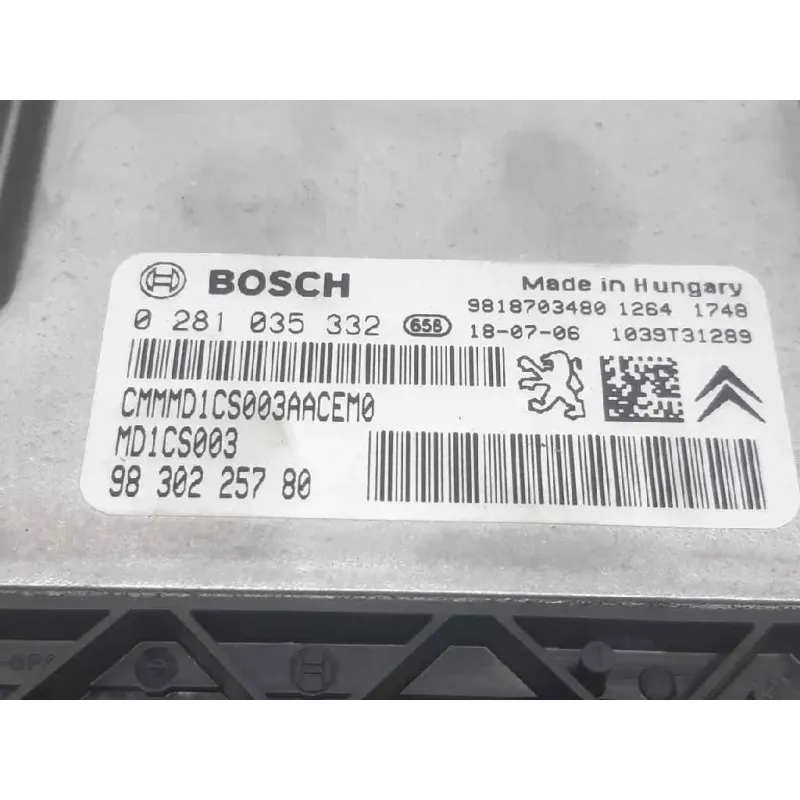 BOSCH
Made in Hungary
9818703480 1264 1748
0 281 035 332 65B 18-07-06 1039T31289
CMMMD1CS003AACEM0
MD1CS003
98 302 257 80